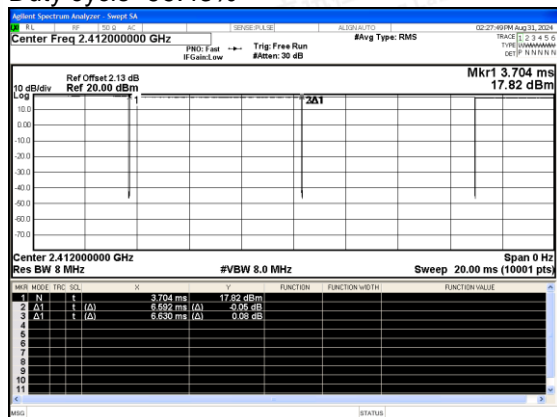 Agilent Spectrum Analyzer - Swept SA
RL RF 50 Ω AC SENSE:PULSE ALIGN AUTO 02:27:49 PM Aug 31, 2024
Center Freq 2.412000000 GHz #Avg Type: RMS TRACE 1 2 3 4 5 6
PNO: Fast Trig: Free Run TYPE WWWWWW
IFGain:Low #Atten: 30 dB DET P N N N N N
Mkr1 3.704 ms
Ref Offset 2.13 dB
10 dB/div Ref 20.00 dBm 17.82 dBm
Log
1 2Δ1
10.0
0.00
-10.0
-20.0
-30.0
-40.0
-50.0
-60.0
-70.0
Center 2.412000000 GHz Span 0 Hz
Res BW 8 MHz #VBW 8.0 MHz Sweep 20.00 ms (10001 pts)
MKR MODE TRC SCL X Y FUNCTION FUNCTION WIDTH FUNCTION VALUE
1 N t 3.704 ms 17.82 dBm
2 Δ1 t (Δ) 6.592 ms (Δ) -0.05 dB
3 Δ1 t (Δ) 6.630 ms (Δ) 0.08 dB
4
5
6
7
8
9
10
11
MSG STATUS